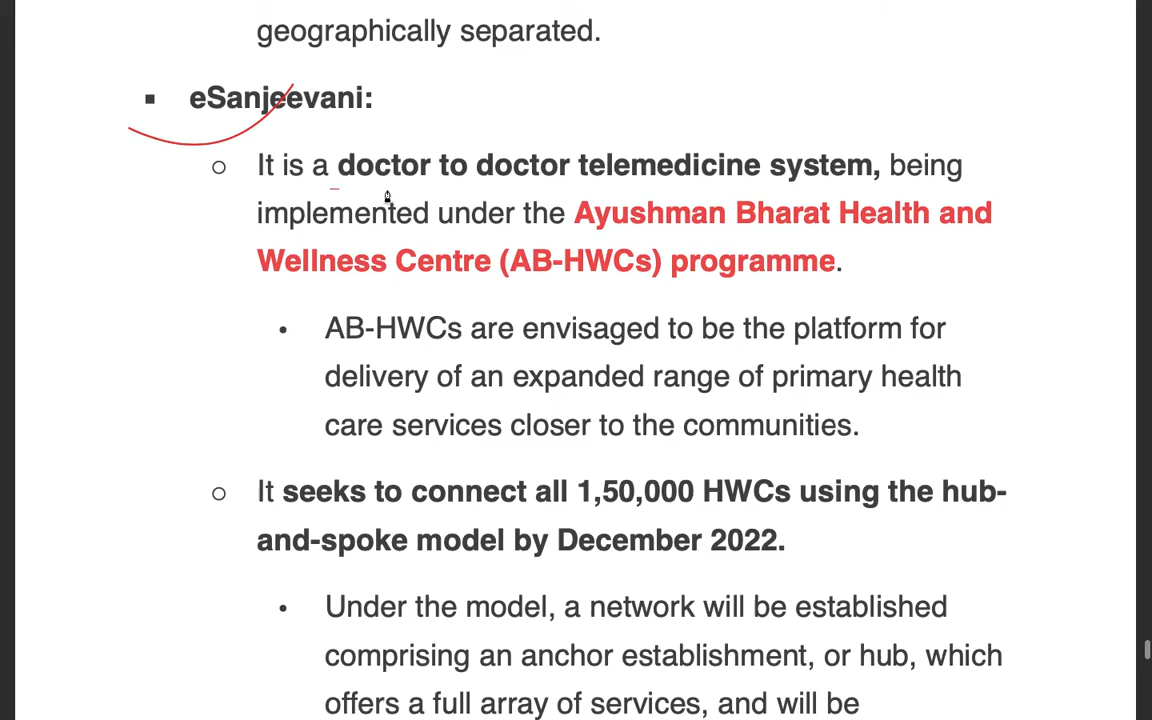 geographically separated.
▪ eSanjeevani:
○ It is a doctor to doctor telemedicine system, being
implemented under the Ayushman Bharat Health and
Wellness Centre (AB-HWCs) programme.
• AB-HWCs are envisaged to be the platform for
delivery of an expanded range of primary health
care services closer to the communities.
○ It seeks to connect all 1,50,000 HWCs using the hub-
and-spoke model by December 2022.
• Under the model, a network will be established
comprising an anchor establishment, or hub, which
offers a full array of services, and will be